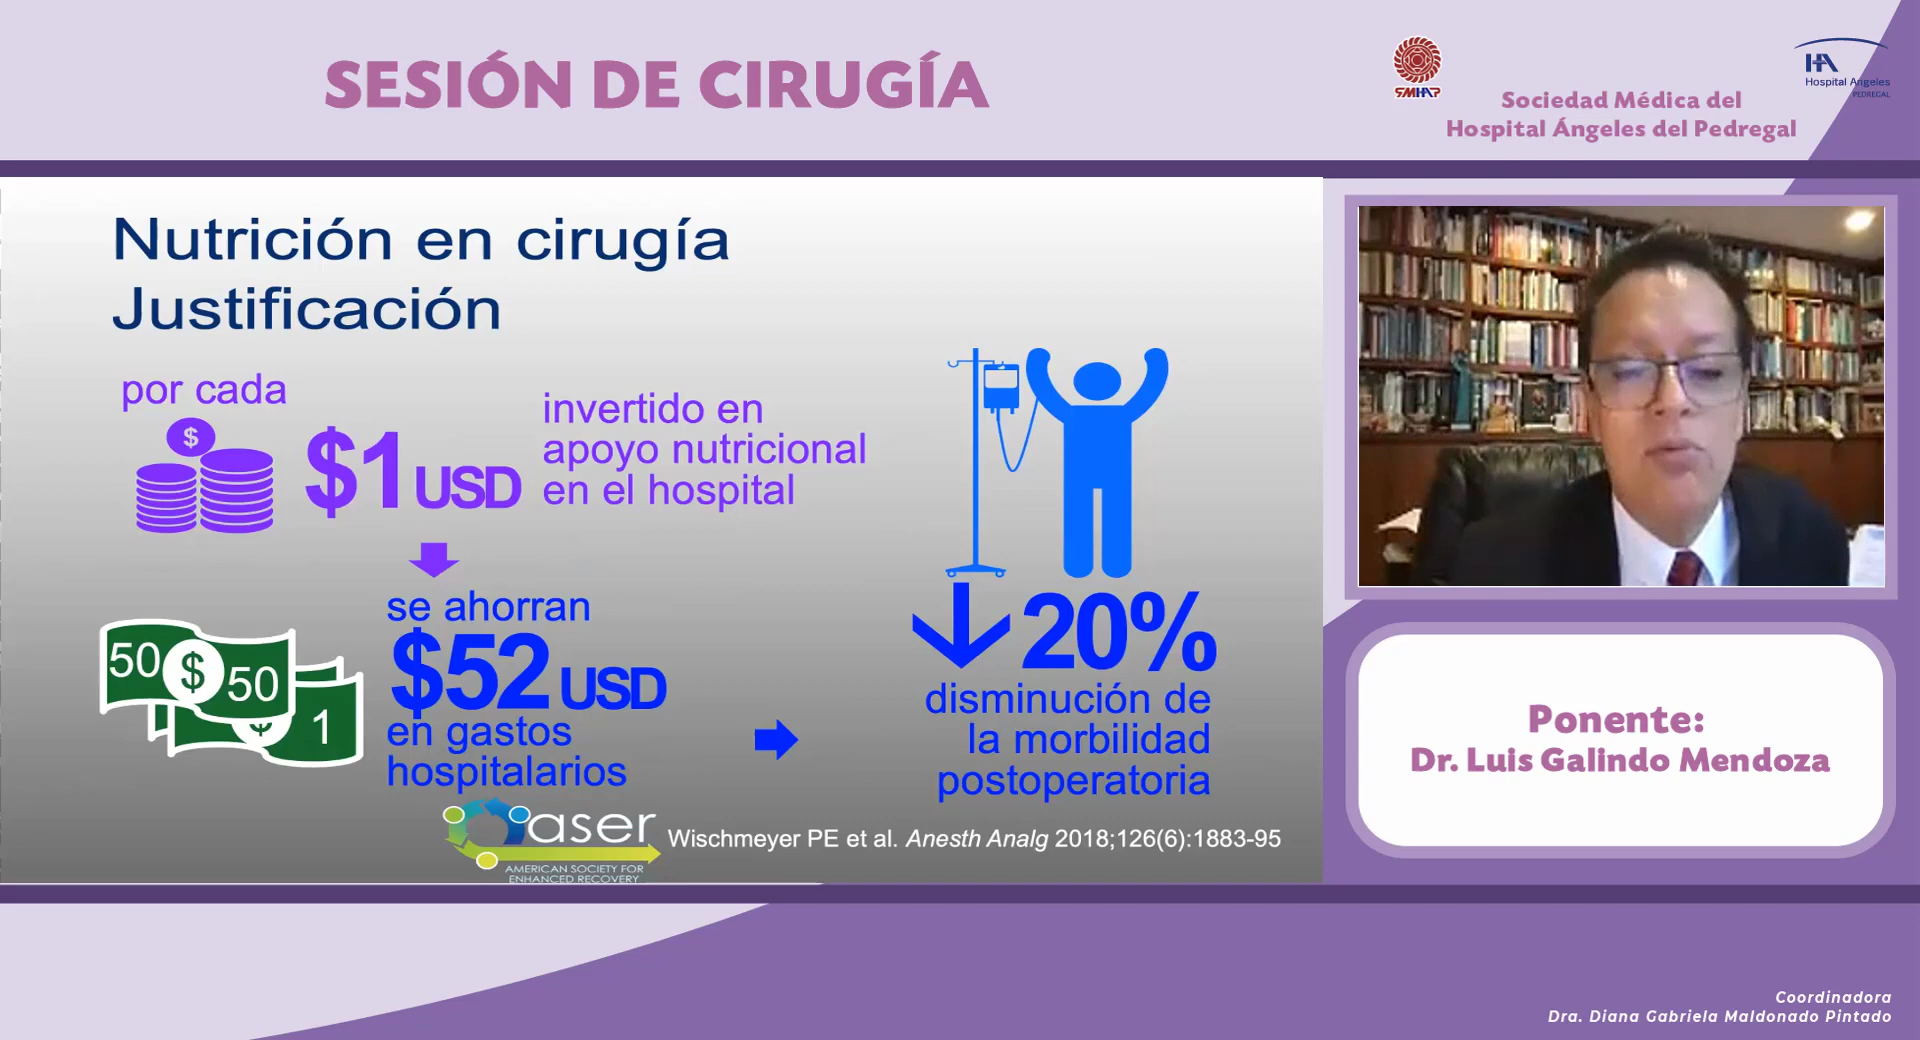 SESIÓN DE CIRUGÍA
SMHAP
Sociedad Médica del
Hospital Ángeles del Pedregal
HA
Hospital Angeles
PEDREGAL
Nutrición en cirugía
Justificación
por cada
$
$1 USD
invertido en
apoyo nutricional
en el hospital
se ahorran
$52 USD
en gastos
hospitalarios
50 $ 50
$ 1
20%
disminución de
la morbilidad
postoperatoria
aser
AMERICAN SOCIETY FOR
ENHANCED RECOVERY
Wischmeyer PE et al. Anesth Analg 2018;126(6):1883-95
Ponente:
Dr. Luis Galindo Mendoza
Coordinadora
Dra. Diana Gabriela Maldonado Pintado